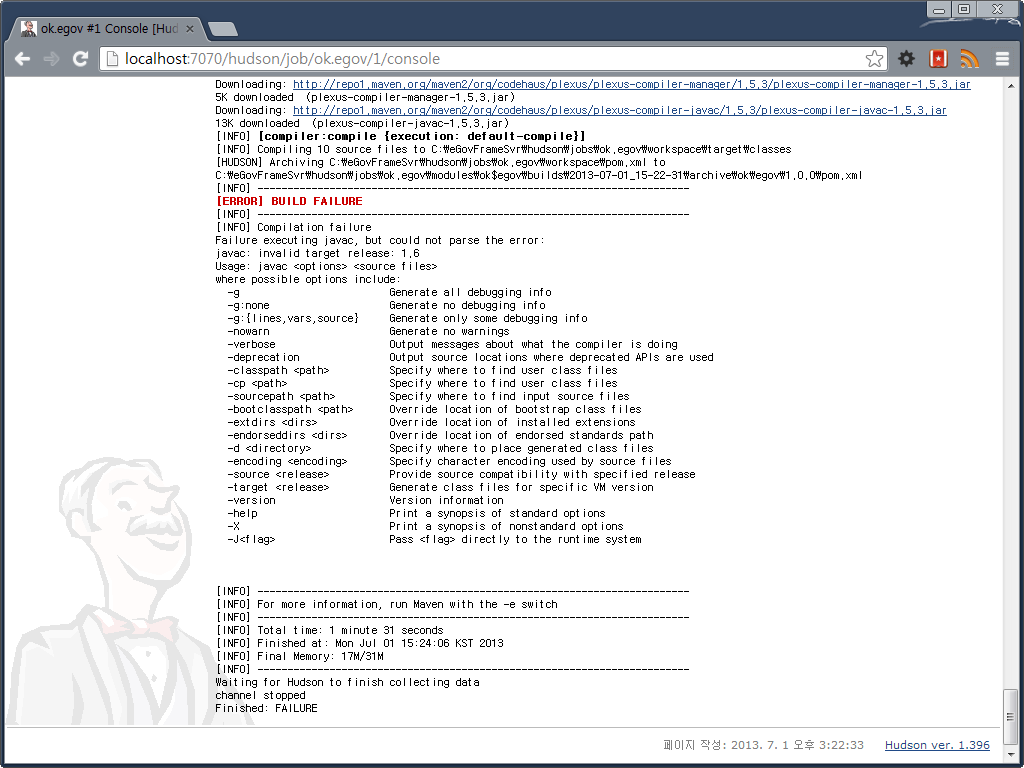 ok.egov #1 Console [Hud
localhost:7070/hudson/job/ok.egov/1/console
Downloading: http://repo1.maven.org/maven2/org/codehaus/plexus/plexus-compiler-manager/1.5.3/plexus-compiler-manager-1.5.3.jar
5K downloaded  (plexus-compiler-manager-1.5.3.jar)
Downloading: http://repo1.maven.org/maven2/org/codehaus/plexus/plexus-compiler-javac/1.5.3/plexus-compiler-javac-1.5.3.jar
13K downloaded  (plexus-compiler-javac-1.5.3.jar)
[INFO] [compiler:compile {execution: default-compile}]
[INFO] Compiling 10 source files to C:₩eGovFrameSvr₩hudson₩jobs₩ok.egov₩workspace₩target₩classes
[HUDSON] Archiving C:₩eGovFrameSvr₩hudson₩jobs₩ok.egov₩workspace₩pom.xml to
C:₩eGovFrameSvr₩hudson₩jobs₩ok.egov₩modules₩ok$egov₩builds₩2013-07-01_15-22-31₩archive₩ok₩egov₩1.0.0₩pom.xml
[INFO] ------------------------------------------------------------------------
[ERROR] BUILD FAILURE
[INFO] ------------------------------------------------------------------------
[INFO] Compilation failure
Failure executing javac, but could not parse the error:
javac: invalid target release: 1.6
Usage: javac <options> <source files>
where possible options include:
-g                         Generate all debugging info
-g:none                    Generate no debugging info
-g:{lines,vars,source}     Generate only some debugging info
-nowarn                    Generate no warnings
-verbose                   Output messages about what the compiler is doing
-deprecation               Output source locations where deprecated APIs are used
-classpath <path>          Specify where to find user class files
-cp <path>                 Specify where to find user class files
-sourcepath <path>         Specify where to find input source files
-bootclasspath <path>      Override location of bootstrap class files
-extdirs <dirs>            Override location of installed extensions
-endorseddirs <dirs>       Override location of endorsed standards path
-d <directory>             Specify where to place generated class files
-encoding <encoding>       Specify character encoding used by source files
-source <release>          Provide source compatibility with specified release
-target <release>          Generate class files for specific VM version
-version                   Version information
-help                      Print a synopsis of standard options
-X                         Print a synopsis of nonstandard options
-J<flag>                   Pass <flag> directly to the runtime system
[INFO] ------------------------------------------------------------------------
[INFO] For more information, run Maven with the -e switch
[INFO] ------------------------------------------------------------------------
[INFO] Total time: 1 minute 31 seconds
[INFO] Finished at: Mon Jul 01 15:24:06 KST 2013
[INFO] Final Memory: 17M/31M
[INFO] ------------------------------------------------------------------------
Waiting for Hudson to finish collecting data
channel stopped
Finished: FAILURE
페이지 작성: 2013. 7. 1 오후 3:22:33 Hudson ver. 1.396